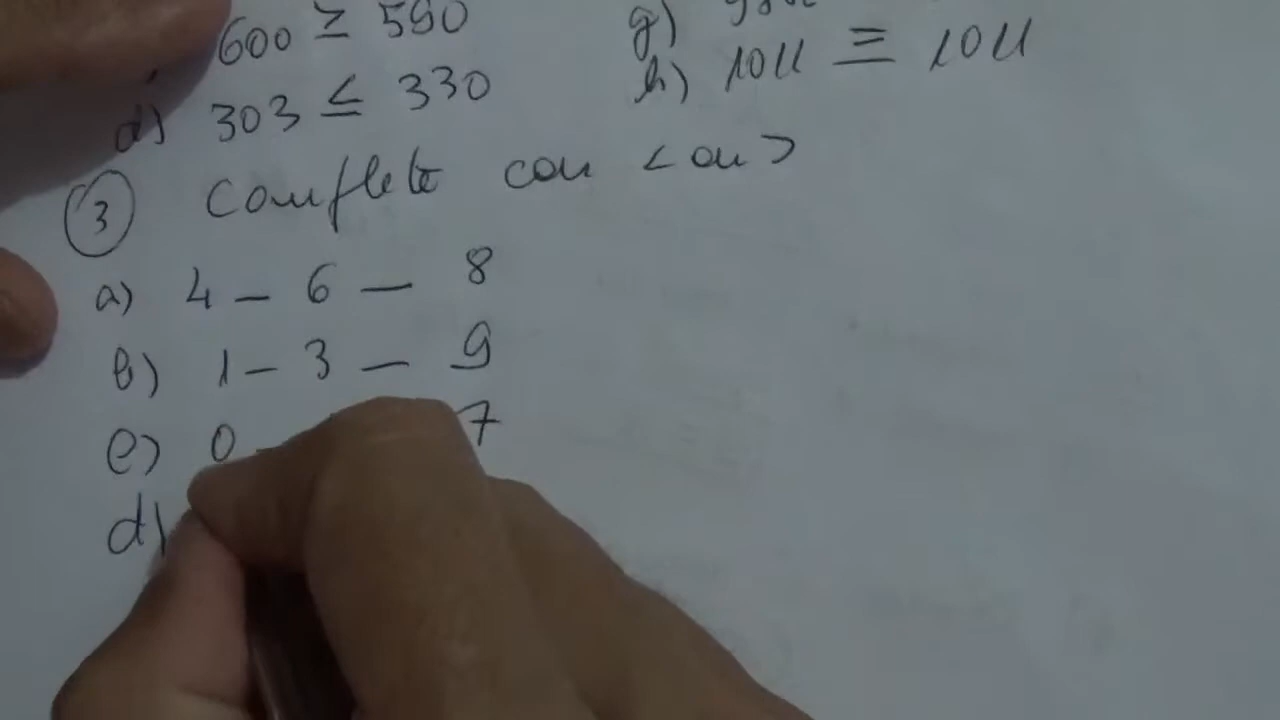 600 ≥ 590
g)
d) 303 ≤ 330
h) 1011 ≡ 1011
3 Complete con < ou >
a) 4 _ 6 _ 8
b) 1 _ 3 _ 9
c) 0 _ 7
d)